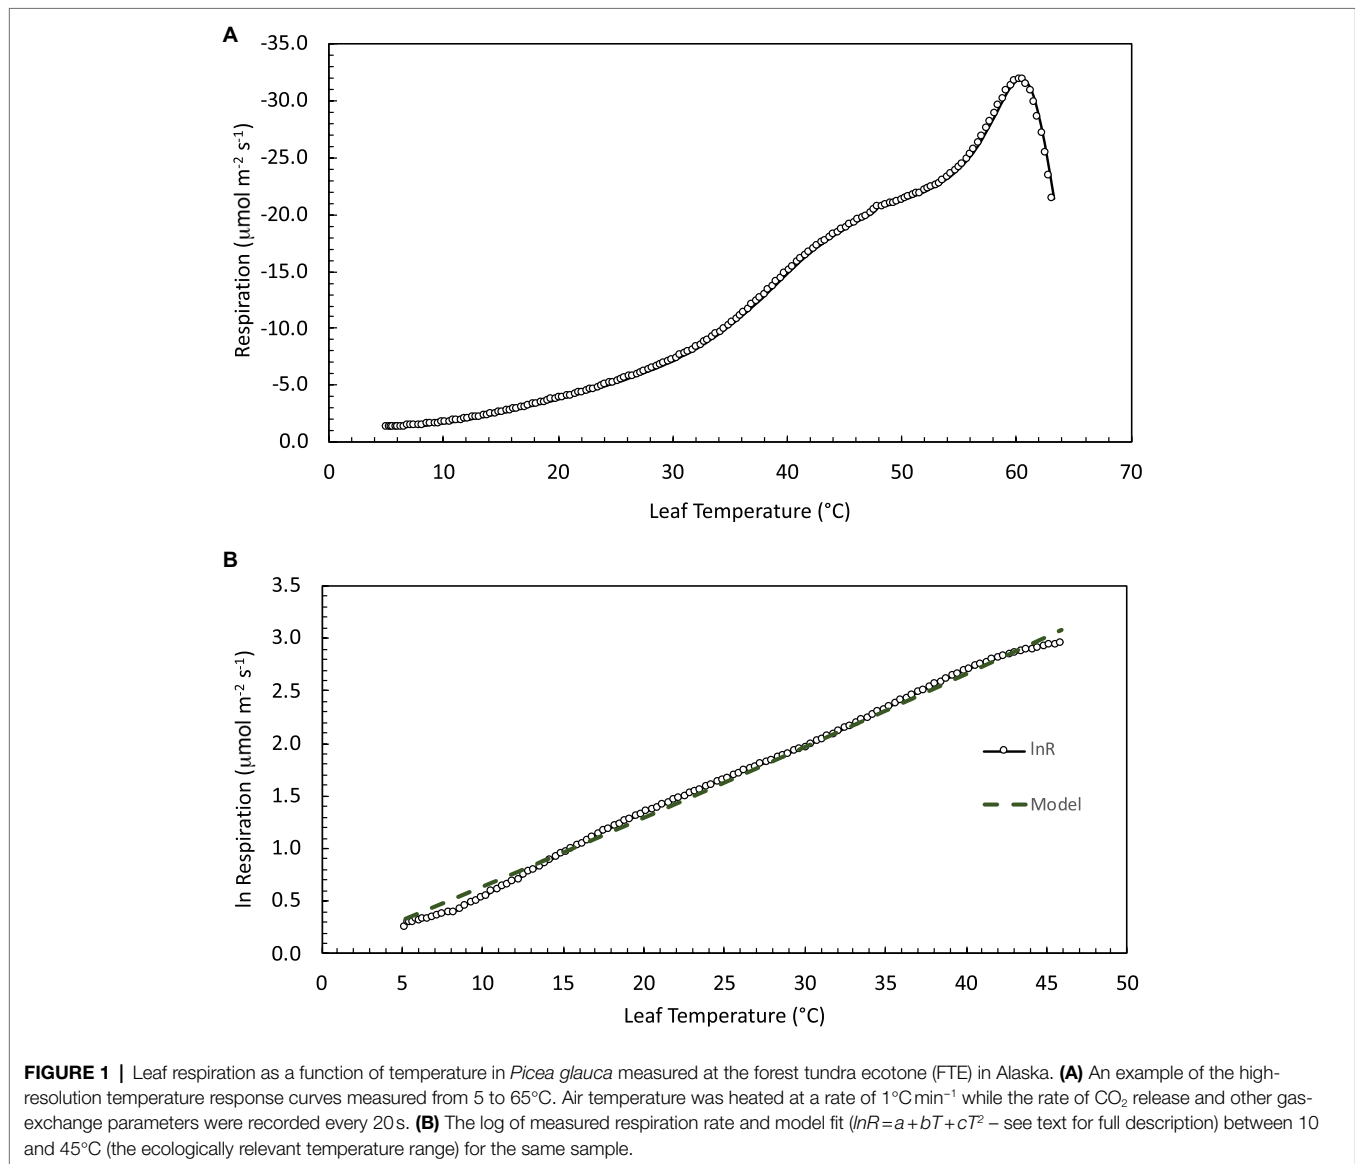 A
-35.0
-30.0
-25.0
-20.0
-15.0
-10.0
-5.0
0.0
Respiration (μmol m⁻² s⁻¹)
0 10 20 30 40 50 60 70
Leaf Temperature (°C)
B
3.5
3.0
2.5
2.0
1.5
1.0
0.5
0.0
ln Respiration (μmol m⁻² s⁻¹)
lnR
Model
0 5 10 15 20 25 30 35 40 45 50
Leaf Temperature (°C)
FIGURE 1 | Leaf respiration as a function of temperature in Picea glauca measured at the forest tundra ecotone (FTE) in Alaska. (A) An example of the high-
resolution temperature response curves measured from 5 to 65°C. Air temperature was heated at a rate of 1°C min⁻¹ while the rate of CO₂ release and other gas-
exchange parameters were recorded every 20 s. (B) The log of measured respiration rate and model fit (lnR = a + bT + cT² – see text for full description) between 10
and 45°C (the ecologically relevant temperature range) for the same sample.